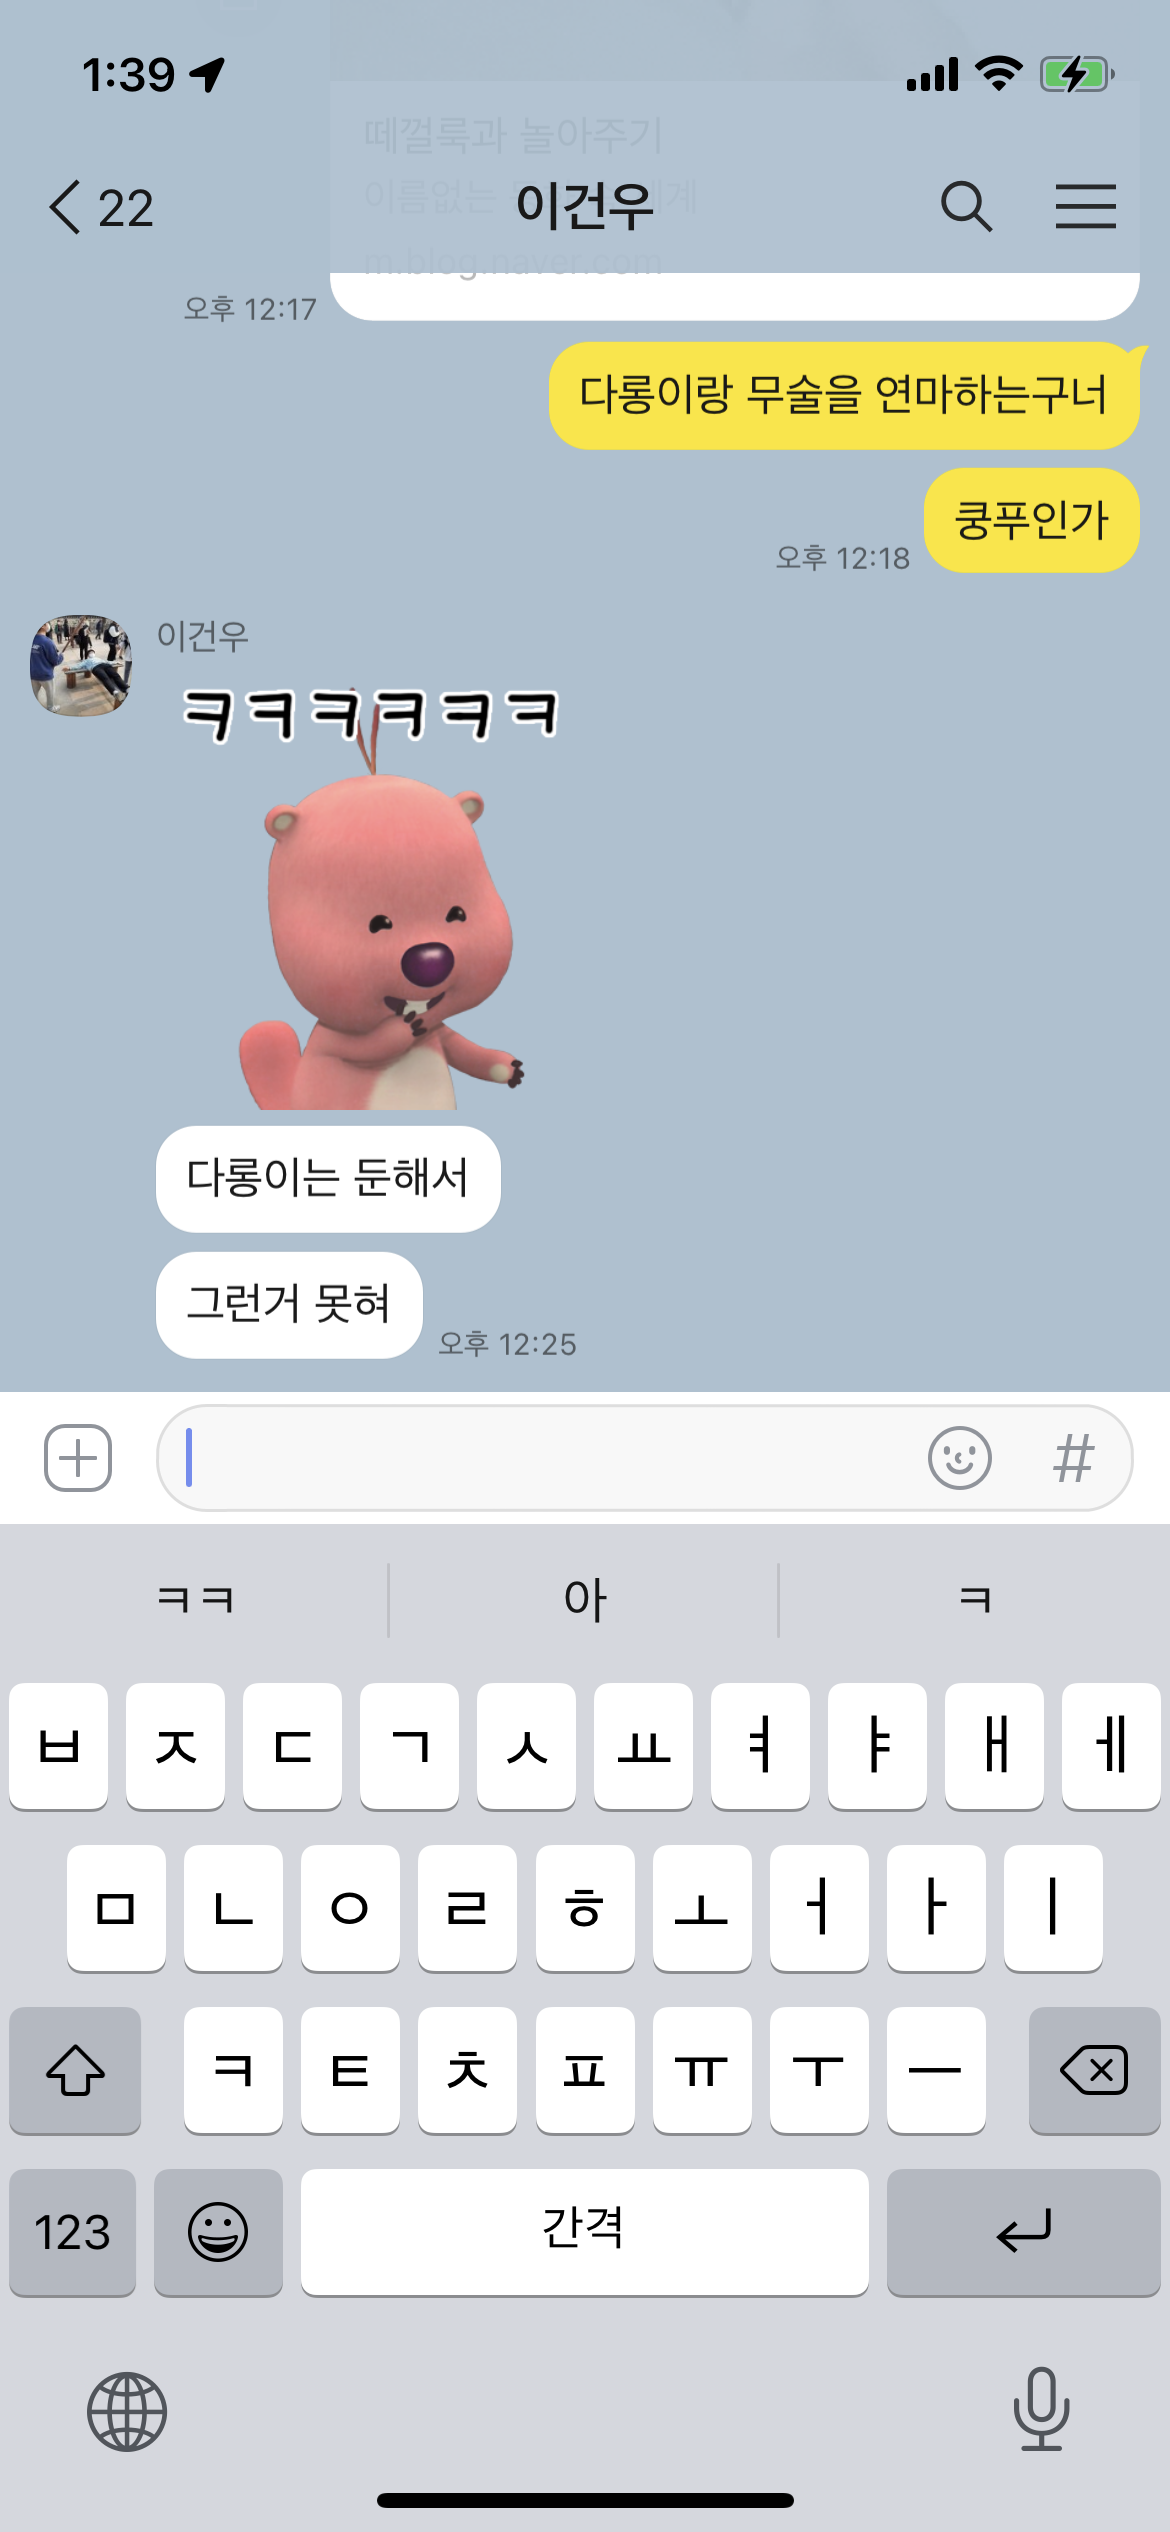 1:39
떼껄룩과 놀아주기
22
이건우
이름없는
m.blog.naver.com
오후 12:17
다롱이랑 무술을 연마하는구너
쿵푸인가
오후 12:18
이건우
ㅋㅋㅋㅋㅋㅋ
다롱이는 둔해서
그런거 못혀
오후 12:25
#
ㅋㅋ 아 ㅋ
ㅂ ㅈ ㄷ ㄱ ㅅ ㅛ ㅕ ㅑ ㅐ ㅔ
ㅁ ㄴ ㅇ ㄹ ㅎ ㅗ ㅓ ㅏ ㅣ
ㅋ ㅌ ㅊ ㅍ ㅠ ㅜ ㅡ
123 간격